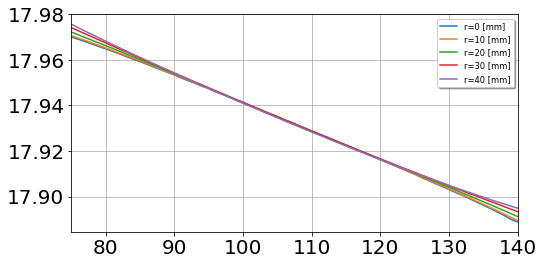 17.98
17.96
17.94
17.92
17.90
80 90 100 110 120 130 140
r=0 [mm]
r=10 [mm]
r=20 [mm]
r=30 [mm]
r=40 [mm]